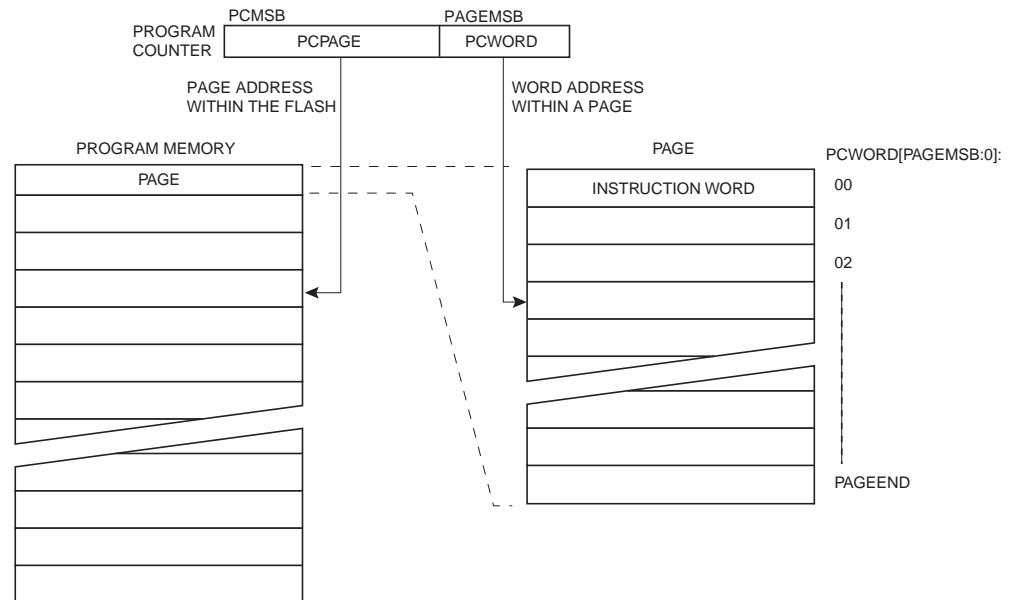 PCMSB
PAGEMSB
PROGRAM
COUNTER
PCPAGE
PCWORD
PAGE ADDRESS
WITHIN THE FLASH
WORD ADDRESS
WITHIN A PAGE
PROGRAM MEMORY
PAGE
PAGE
PCWORD[PAGEMSB:0]:
INSTRUCTION WORD
00
01
02
PAGEEND